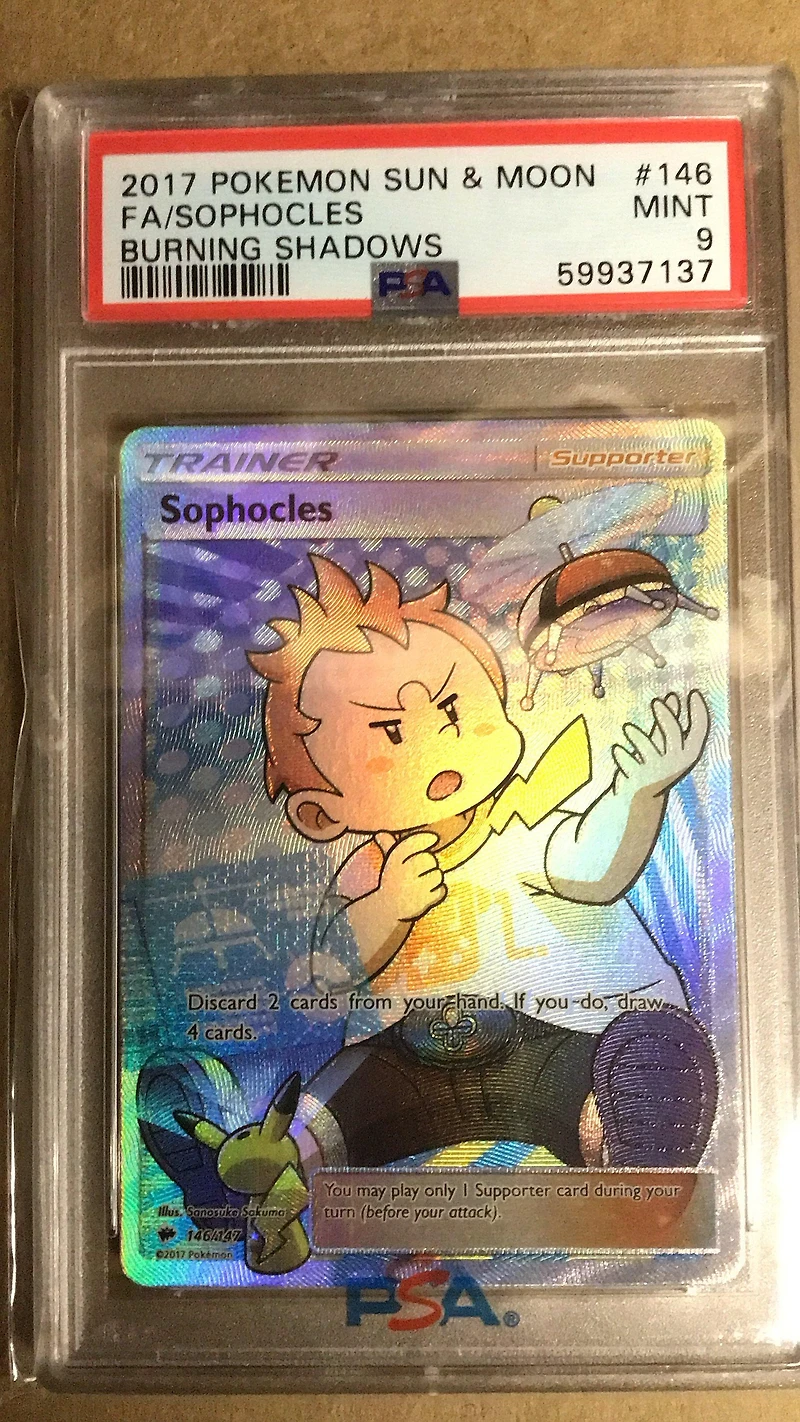 2017 POKEMON SUN & MOON #146
FA/SOPHOCLES MINT
BURNING SHADOWS 9
59937137
PSA
TRAINER Supporter
Sophocles
Discard 2 cards from your hand. If you do, draw
4 cards.
You may play only 1 Supporter card during your
turn (before your attack).
Illus. Sanosuke Sakuma
146/147
©2017 Pokémon
PSA®